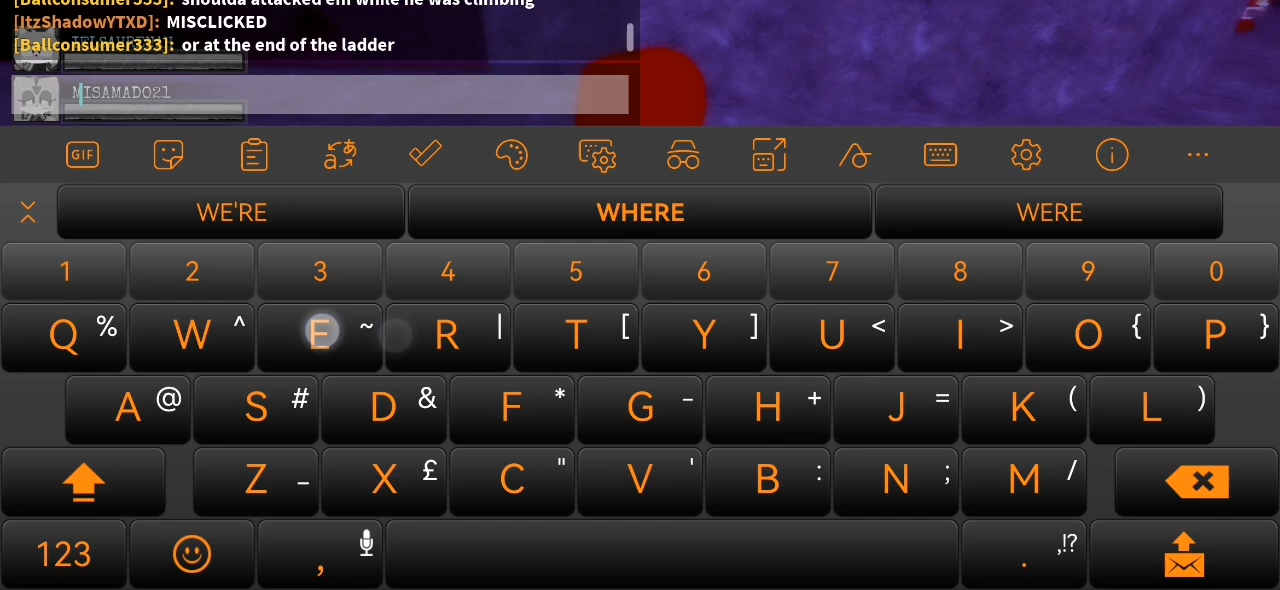 [Ballconsumer333]: shoulda attacked em while he was climbing
[ItzShadowYTXD]: MISCLICKED
[Ballconsumer333]: or at the end of the ladder
MISAMADO21
GIF
WE'RE WHERE WERE
1 2 3 4 5 6 7 8 9 0
Q % W ^ E ~ R | T [ Y ] U < I > O { P }
A @ S # D & F * G - H + J = K ( L )
Z _ X £ C " V ' B : N ; M /
123 , . ,!?